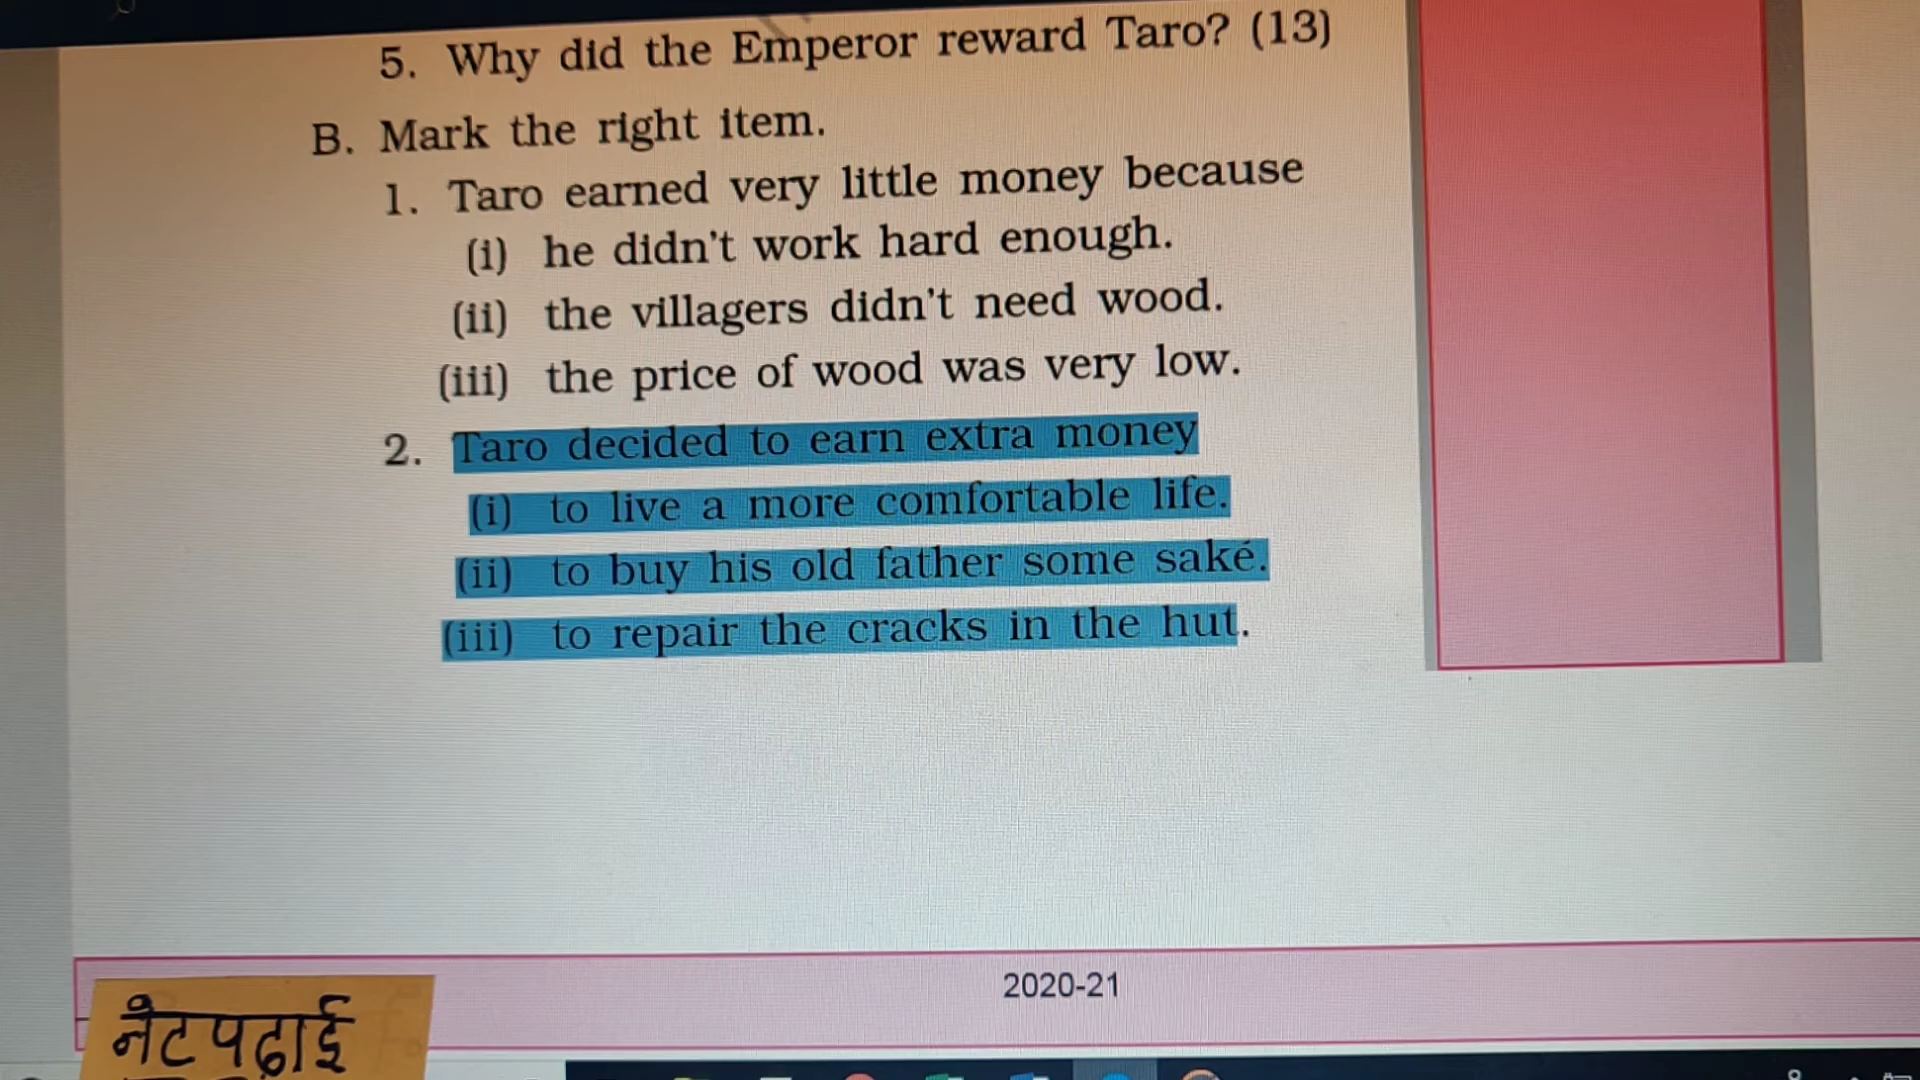 5. Why did the Emperor reward Taro? (13)
B. Mark the right item.
1. Taro earned very little money because
(i) he didn't work hard enough.
(ii) the villagers didn't need wood.
(iii) the price of wood was very low.
2. Taro decided to earn extra money
(i) to live a more comfortable life.
(ii) to buy his old father some saké.
(iii) to repair the cracks in the hut.
2020-21
नेटपढ़ाई